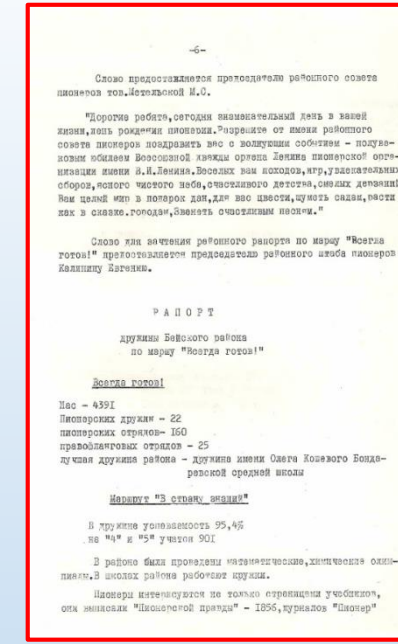 -6-
Слово предоставляется председателю районного совета
пионеров тов.Метельской М.С.
"Дорогие ребята,сегодня знаменательный день в вашей
жизни,день рождения пионерии.Разрешите от имени районного
совета пионеров поздравить вас с волнующим событием - полуве-
ковым юбилеем Всесоюзной дважды ордена Ленина пионерской орга-
низации имени В.И.Ленина.Веселых вам походов,игр,увлекательных
сборов,ясного чистого неба,счастливого детства,смелых дерзаний
Вам целый мир в подарок дан,для вас цвести,шуметь садам,расти
как в сказке.городам,Звенеть счастливым песням."
Слово для зачтения районного рапорта по маршу "Всегда
готов!" предоставляется председателю районного штаба пионеров
Калинину Евгению.
РАПОРТ
дружины Бейского района
по маршу "Всегда готов!"
Всегда готов!
Нас - 4391
Пионерских дружин - 22
пионерских отрядов- 160
правофланговых отрядов - 25
лучшая дружина района - дружина имени Олега Кошевого Бонда-
ревской средней школы
Маршрут "В страну знаний"
В дружине успеваемость 95,4%
на "4" и "5" учатся 901
В районе были проведены математические,химические олим-
пиады.В школах района работают кружки.
Пионеры интересуются не только страницами учебников,
они выписали "Пионерской правды" - 1856,журналов "Пионер"